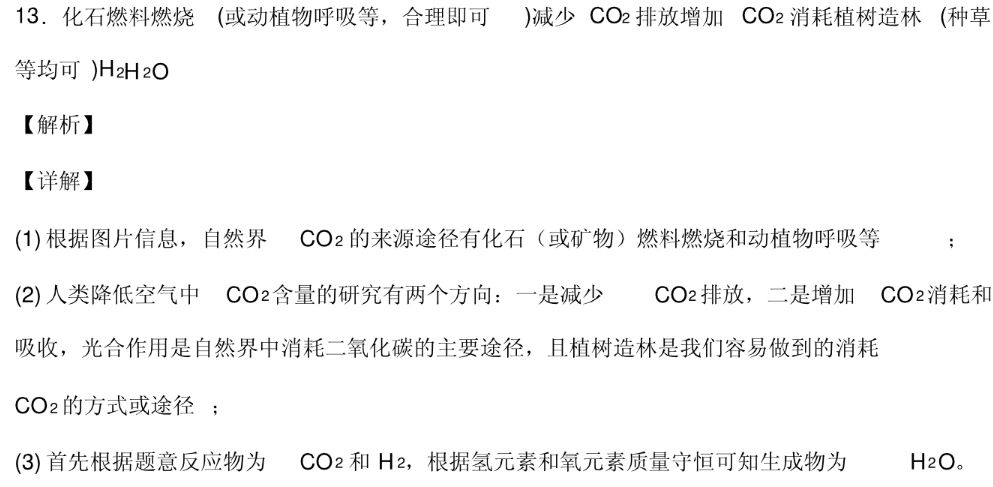 13．化石燃料燃烧 (或动植物呼吸等，合理即可 )减少 CO2 排放增加 CO2 消耗植树造林 (种草
等均可 )H2H2O
【解析】
【详解】
(1) 根据图片信息，自然界 CO2 的来源途径有化石（或矿物）燃料燃烧和动植物呼吸等 ；
(2) 人类降低空气中 CO2 含量的研究有两个方向：一是减少 CO2 排放，二是增加 CO2 消耗和
吸收，光合作用是自然界中消耗二氧化碳的主要途径，且植树造林是我们容易做到的消耗
CO2 的方式或途径 ；
(3) 首先根据题意反应物为 CO2 和 H2，根据氢元素和氧元素质量守恒可知生成物为 H2O。